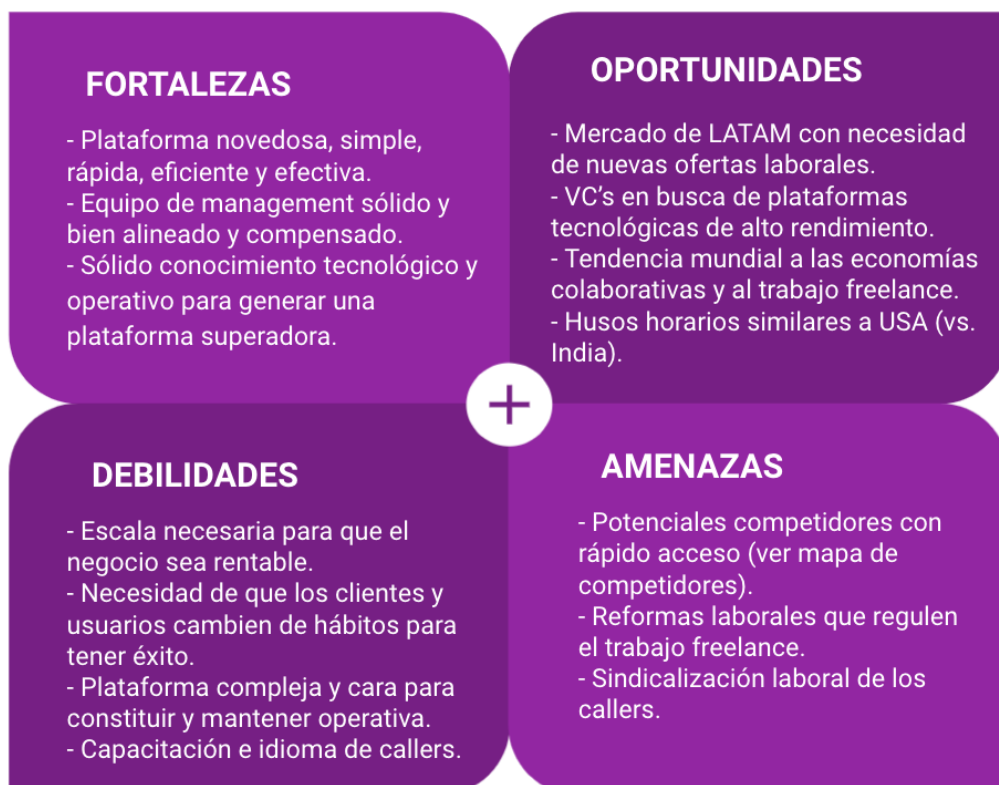 FORTALEZAS
- Plataforma novedosa, simple,
rápida, eficiente y efectiva.
- Equipo de management sólido y
bien alineado y compensado.
- Sólido conocimiento tecnológico y
operativo para generar una
plataforma superadora.
OPORTUNIDADES
- Mercado de LATAM con necesidad
de nuevas ofertas laborales.
- VC’s en busca de plataformas
tecnológicas de alto rendimiento.
- Tendencia mundial a las economías
colaborativas y al trabajo freelance.
- Husos horarios similares a USA (vs.
India).
DEBILIDADES
- Escala necesaria para que el
negocio sea rentable.
- Necesidad de que los clientes y
usuarios cambien de hábitos para
tener éxito.
- Plataforma compleja y cara para
constituir y mantener operativa.
- Capacitación e idioma de callers.
AMENAZAS
- Potenciales competidores con
rápido acceso (ver mapa de
competidores).
- Reformas laborales que regulen
el trabajo freelance.
- Sindicalización laboral de los
callers.